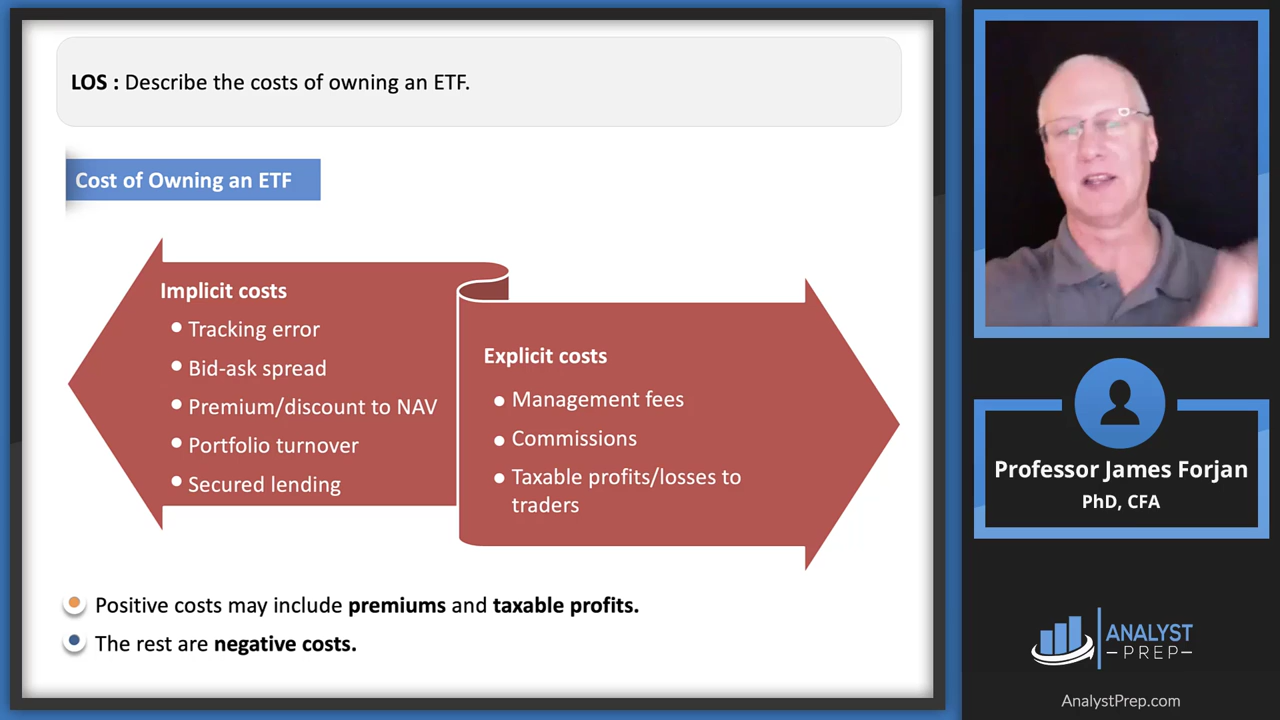 LOS : Describe the costs of owning an ETF.
Cost of Owning an ETF
Implicit costs
• Tracking error
• Bid-ask spread
• Premium/discount to NAV
• Portfolio turnover
• Secured lending
Explicit costs
• Management fees
• Commissions
• Taxable profits/losses to
traders
Positive costs may include premiums and taxable profits.
The rest are negative costs.
Professor James Forjan
PhD, CFA
ANALYST
PREP
AnalystPrep.com